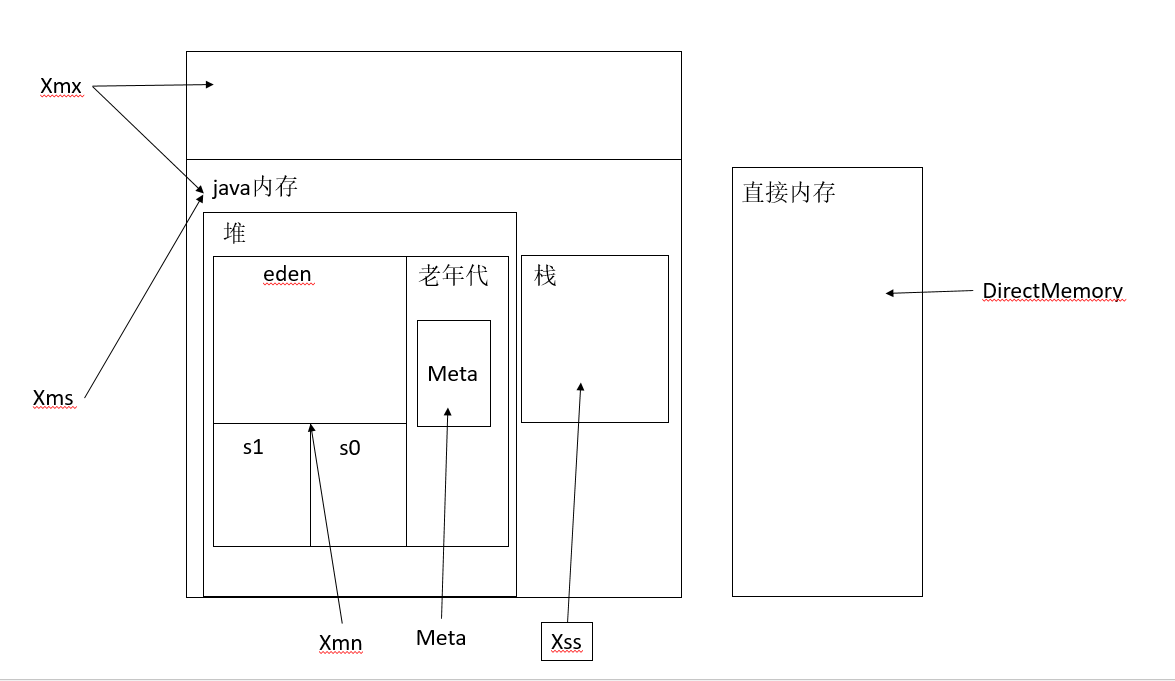 Xmx
java内存
直接内存
堆
eden
老年代
栈
DirectMemory
Meta
Xms
s1
s0
Xmn
Meta
Xss